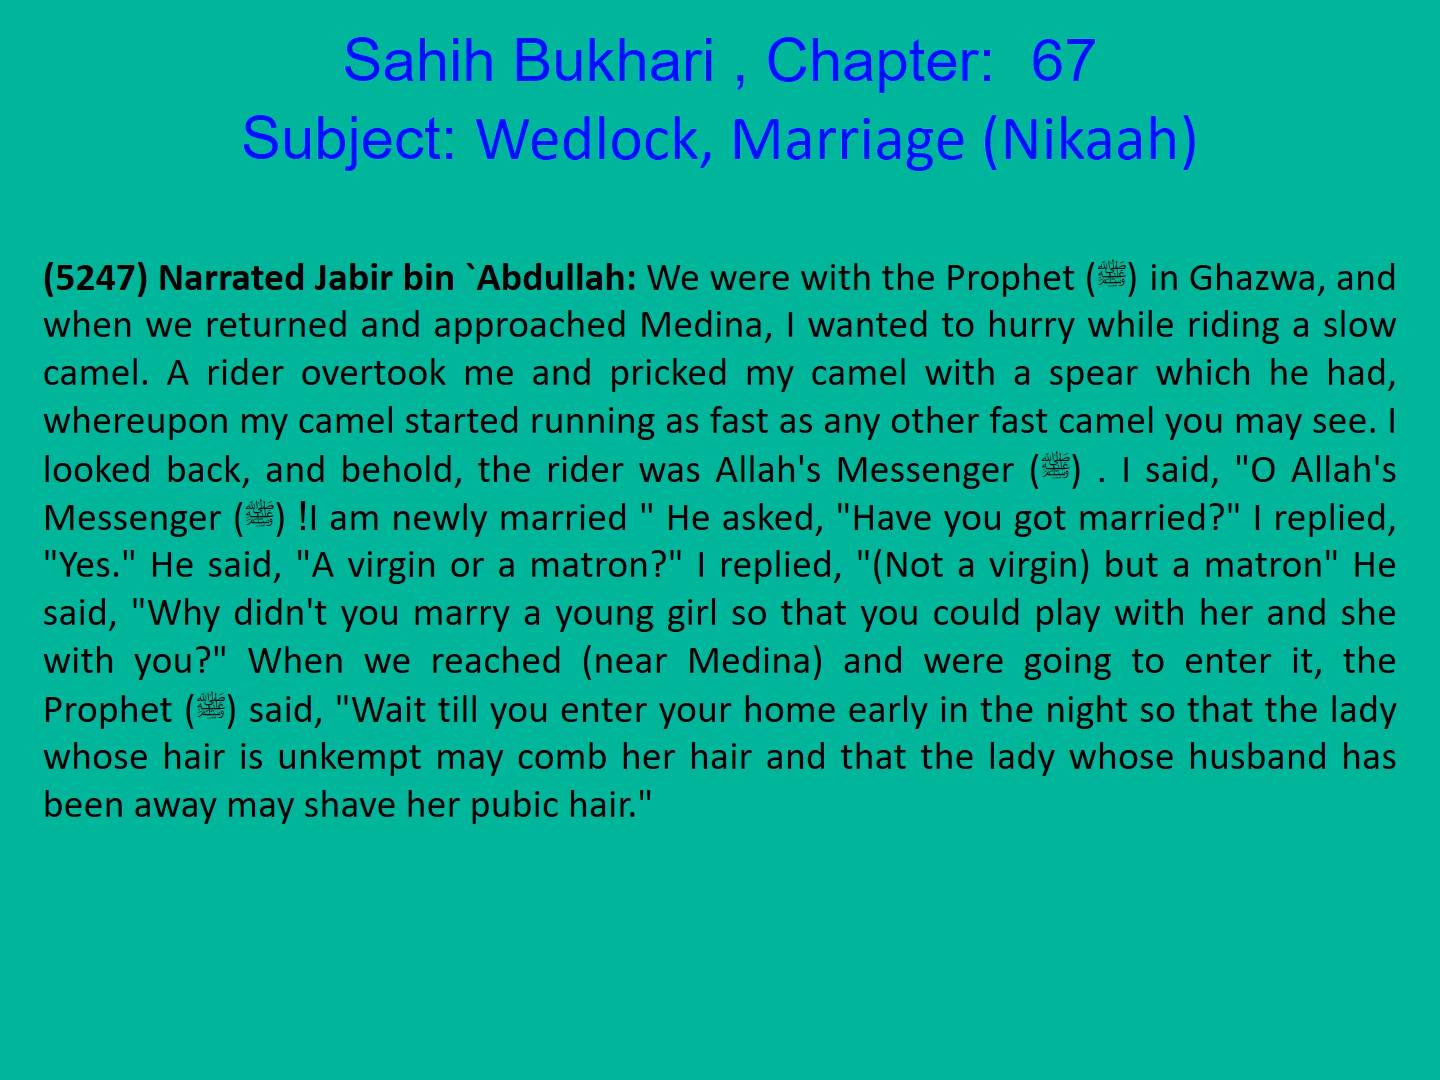 Sahih Bukhari , Chapter:  67
Subject: Wedlock, Marriage (Nikaah)
(5247) Narrated Jabir bin `Abdullah: We were with the Prophet (ﷺ) in Ghazwa, and
when we returned and approached Medina, I wanted to hurry while riding a slow
camel. A rider overtook me and pricked my camel with a spear which he had,
whereupon my camel started running as fast as any other fast camel you may see. I
looked back, and behold, the rider was Allah's Messenger (ﷺ) . I said, "O Allah's
Messenger (ﷺ) !I am newly married " He asked, "Have you got married?" I replied,
"Yes." He said, "A virgin or a matron?" I replied, "(Not a virgin) but a matron" He
said, "Why didn't you marry a young girl so that you could play with her and she
with you?" When we reached (near Medina) and were going to enter it, the
Prophet (ﷺ) said, "Wait till you enter your home early in the night so that the lady
whose hair is unkempt may comb her hair and that the lady whose husband has
been away may shave her pubic hair."